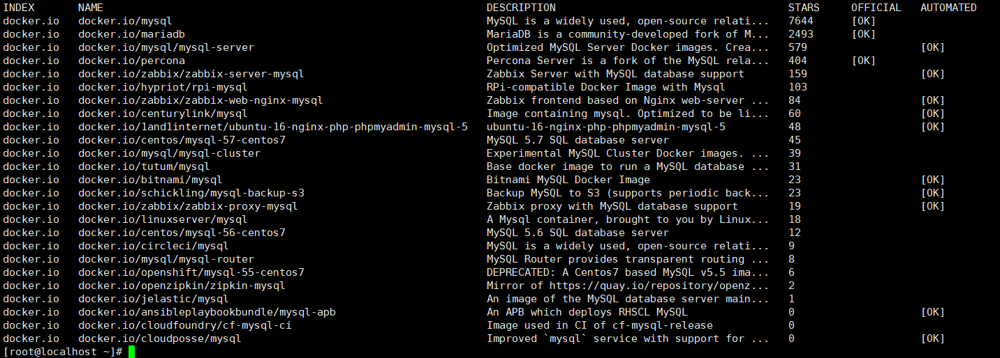 INDEX NAME DESCRIPTION STARS OFFICIAL AUTOMATED
docker.io docker.io/mysql MySQL is a widely used, open-source relati... 7644 [OK]
docker.io docker.io/mariadb MariaDB is a community-developed fork of M... 2493 [OK]
docker.io docker.io/mysql/mysql-server Optimized MySQL Server Docker images. Crea... 579 [OK]
docker.io docker.io/percona Percona Server is a fork of the MySQL rela... 404 [OK]
docker.io docker.io/zabbix/zabbix-server-mysql Zabbix Server with MySQL database support 159 [OK]
docker.io docker.io/hypriot/rpi-mysql RPi-compatible Docker Image with Mysql 103
docker.io docker.io/zabbix/zabbix-web-nginx-mysql Zabbix frontend based on Nginx web-server ... 84 [OK]
docker.io docker.io/centurylink/mysql Image containing mysql. Optimized to be li... 60 [OK]
docker.io docker.io/1and1internet/ubuntu-16-nginx-php-phpmyadmin-mysql-5 ubuntu-16-nginx-php-phpmyadmin-mysql-5 48 [OK]
docker.io docker.io/centos/mysql-57-centos7 MySQL 5.7 SQL database server 45
docker.io docker.io/mysql/mysql-cluster Experimental MySQL Cluster Docker images. ... 39
docker.io docker.io/tutum/mysql Base docker image to run a MySQL database ... 31
docker.io docker.io/bitnami/mysql Bitnami MySQL Docker Image 23 [OK]
docker.io docker.io/schickling/mysql-backup-s3 Backup MySQL to S3 (supports periodic back... 23 [OK]
docker.io docker.io/zabbix/zabbix-proxy-mysql Zabbix proxy with MySQL database support 19 [OK]
docker.io docker.io/linuxserver/mysql A Mysql container, brought to you by Linux... 18
docker.io docker.io/centos/mysql-56-centos7 MySQL 5.6 SQL database server 12
docker.io docker.io/circleci/mysql MySQL is a widely used, open-source relati... 9
docker.io docker.io/mysql/mysql-router MySQL Router provides transparent routing ... 8
docker.io docker.io/openshift/mysql-55-centos7 DEPRECATED: A Centos7 based MySQL v5.5 ima... 6
docker.io docker.io/openzipkin/zipkin-mysql Mirror of https://quay.io/repository/openz... 2
docker.io docker.io/jelastic/mysql An image of the MySQL database server main... 1
docker.io docker.io/ansibleplaybookbundle/mysql-apb An APB which deploys RHSCL MySQL 0 [OK]
docker.io docker.io/cloudfoundry/cf-mysql-ci Image used in CI of cf-mysql-release 0
docker.io docker.io/cloudposse/mysql Improved `mysql` service with support for ... 0 [OK]
[root@localhost ~]#